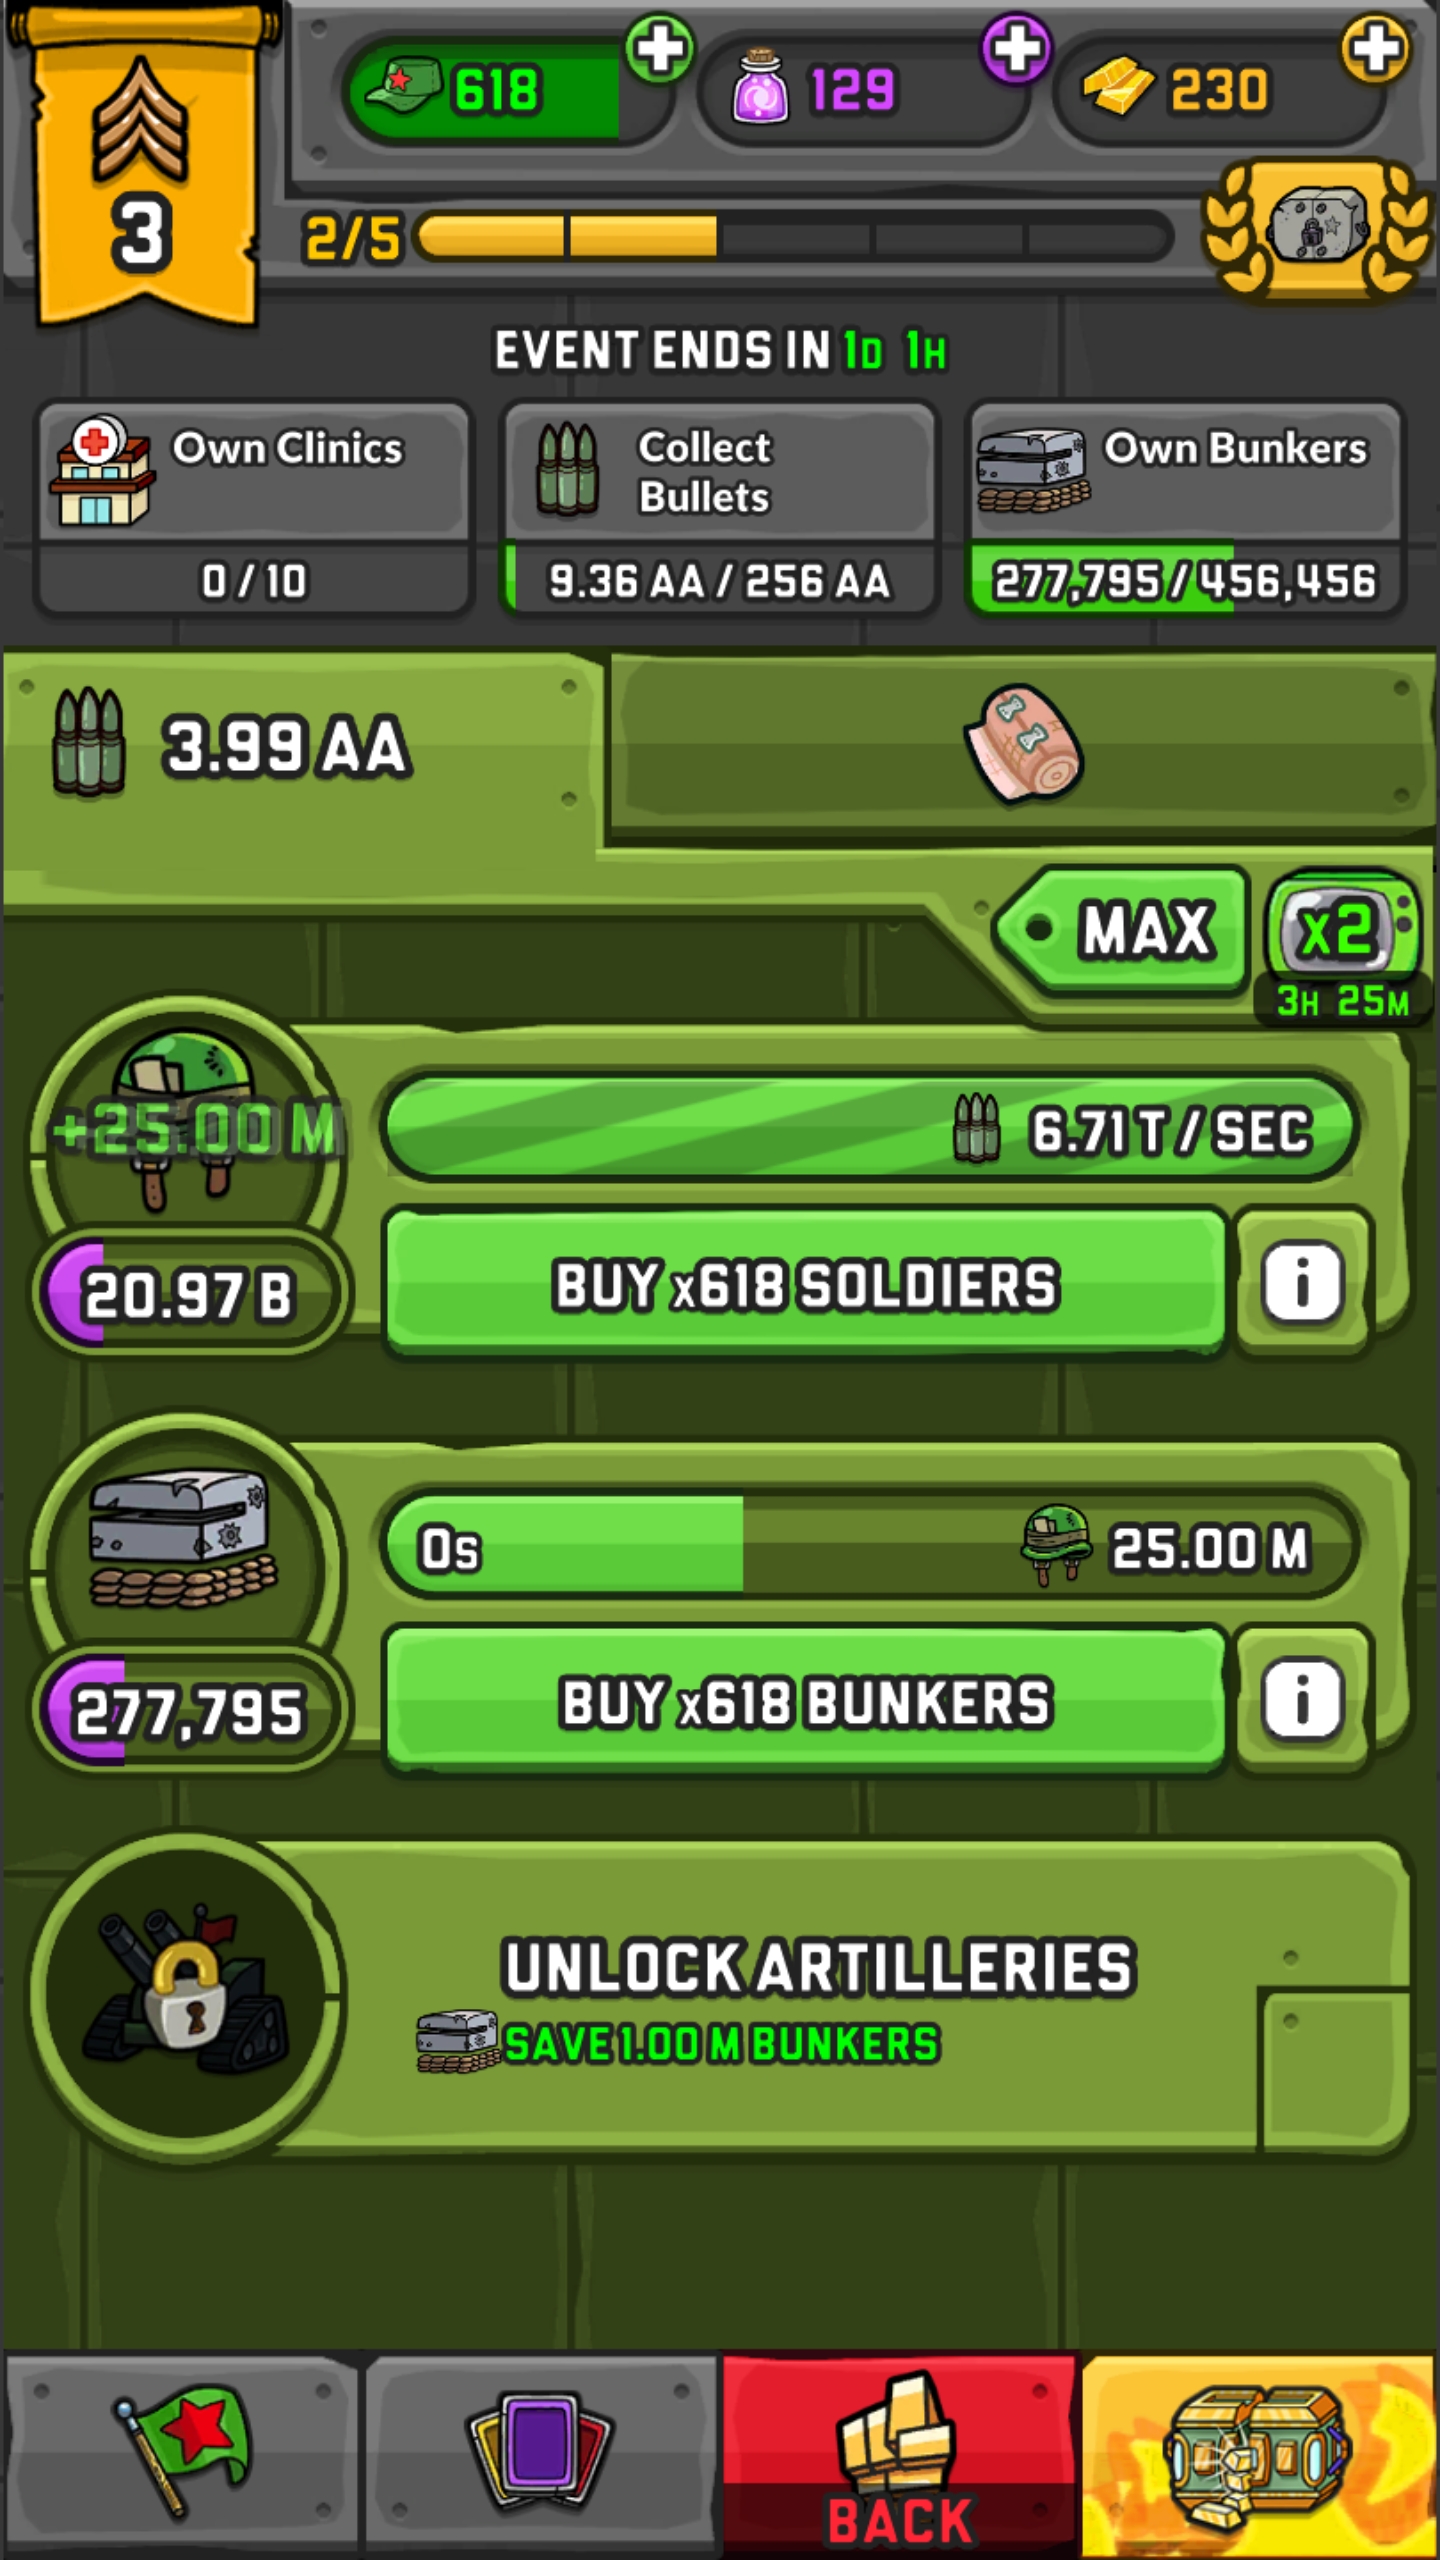 618
129
230
3
2/5
EVENT ENDS IN 1D 1H
Own Clinics
0 / 10
Collect
Bullets
9.36 AA / 256 AA
Own Bunkers
277,795 / 456,456
3.99 AA
MAX
x2
3H 25M
+25.00 M
6.71 T / SEC
20.97 B
BUY x618 SOLDIERS
i
0s
25.00 M
277,795
BUY x618 BUNKERS
i
UNLOCK ARTILLERIES
SAVE 1.00 M BUNKERS
BACK